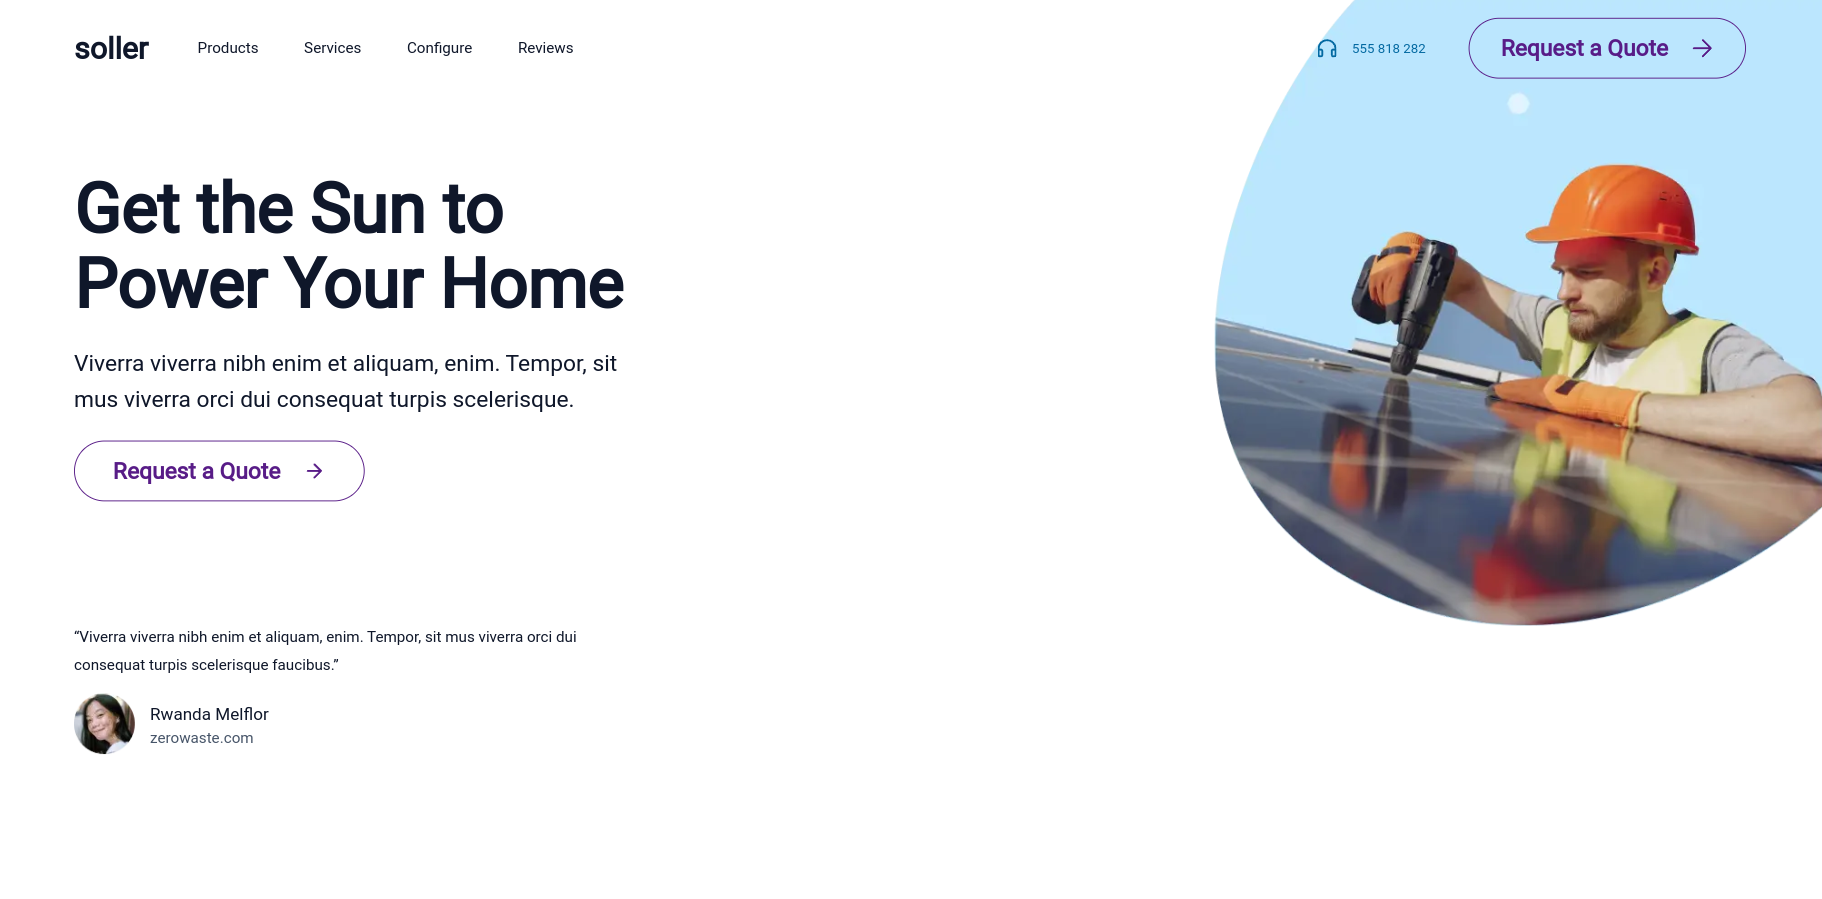 soller
Products
Services
Configure
Reviews
555 818 282
Request a Quote
Get the Sun to
Power Your Home
Viverra viverra nibh enim et aliquam, enim. Tempor, sit
mus viverra orci dui consequat turpis scelerisque.
Request a Quote
“Viverra viverra nibh enim et aliquam, enim. Tempor, sit mus viverra orci dui
consequat turpis scelerisque faucibus.”
Rwanda Melflor
zerowaste.com